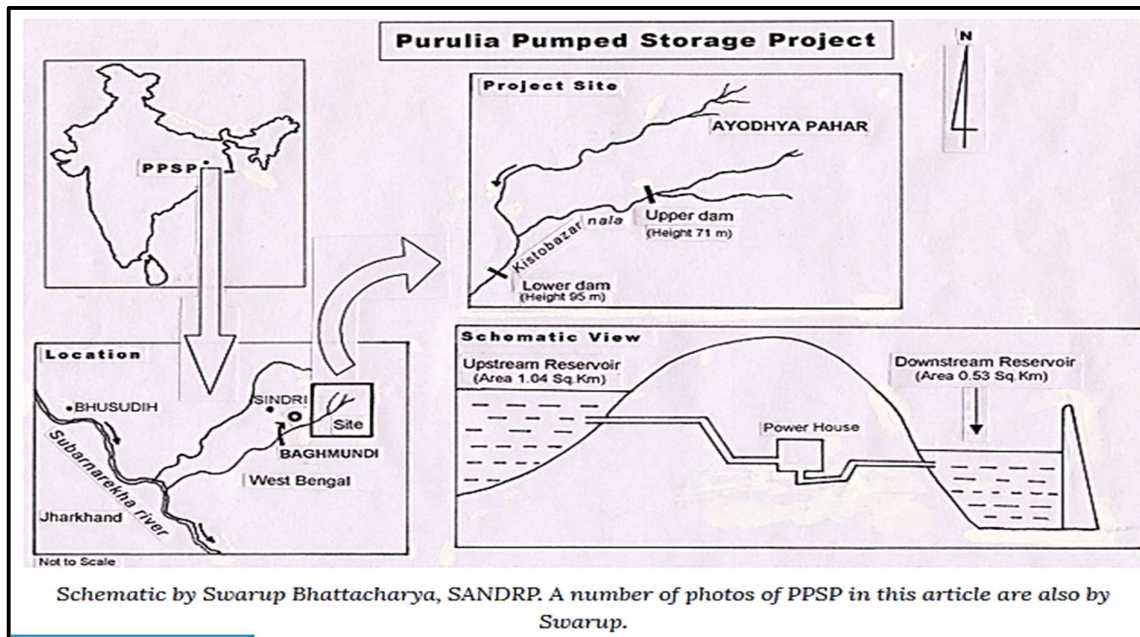 Purulia Pumped Storage Project
N
PPSP
Project Site
AYODHYA PAHAR
Kistobazar nala
Upper dam
(Height 71 m)
Lower dam
(Height 95 m)
Location
BHUSUDIH
SINDRI
Site
BAGHMUNDI
West Bengal
Subarnarekha river
Jharkhand
Not to Scale
Schematic View
Upstream Reservoir
(Area 1.04 Sq.Km)
Downstream Reservoir
(Area 0.53 Sq.Km)
Power House
Schematic by Swarup Bhattacharya, SANDRP. A number of photos of PPSP in this article are also by
Swarup.